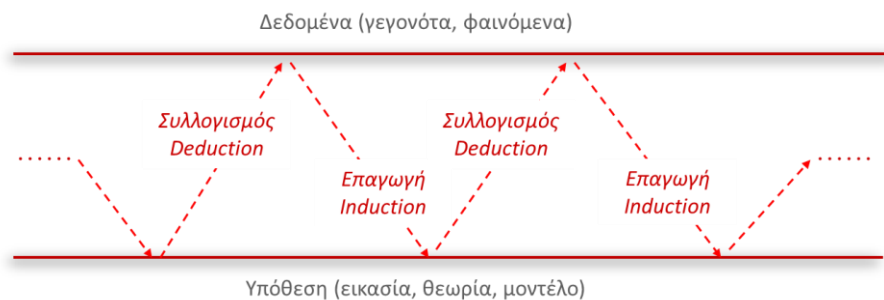 Δεδομένα (γεγονότα, φαινόμενα)
Συλλογισμός
Deduction
Συλλογισμός
Deduction
Επαγωγή
Induction
Επαγωγή
Induction
Υπόθεση (εικασία, θεωρία, μοντέλο)